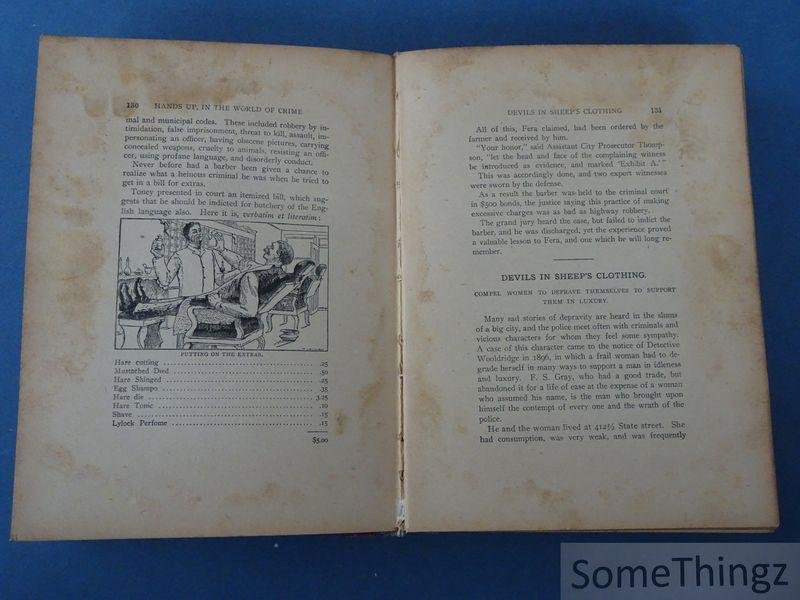 130 HANDS UP, IN THE WORLD OF CRIME
mal and municipal codes. These included robbery by in-
timidation, false imprisonment, threat to kill, assault, im-
personating an officer, having obscene pictures, carrying
concealed weapons, cruelty to animals, resisting an offi-
cer, using profane language, and disorderly conduct.
Never before had a barber been given a chance to
realize what a heinous criminal he was when he tried to
get in a bill for extras.
Toney presented in court an itemized bill, which sug-
gests that he should be indicted for butchery of the Eng-
lish language also. Here it is, verbatim et literatim:
PUTTING ON THE EXTRAS.
Hare cutting .25
Mustached Died .50
Hare Shinged .25
Egg Shampo .35
Hare die 3.25
Hare Tonic .10
Shave .15
Lylock Perfome .15
$5.00
DEVILS IN SHEEP'S CLOTHING 131
All of this, Fera claimed, had been ordered by the
farmer and received by him.
"Your honor," said Assistant City Prosecutor Thomp-
son, "let the head and face of the complaining witness
be introduced as evidence, and marked 'Exhibit A.'"
This was accordingly done, and two expert witnesses
were sworn by the defense.
As a result the barber was held to the criminal court
in $500 bonds, the justice saying this practice of making
excessive charges was as bad as highway robbery.
The grand jury heard the case, but failed to indict the
barber, and he was discharged, yet the experience proved
a valuable lesson to Fera, and one which he will long re-
member.
DEVILS IN SHEEP'S CLOTHING.
COMPEL WOMEN TO DEPRAVE THEMSELVES TO SUPPORT
THEM IN LUXURY.
Many sad stories of depravity are heard in the slums
of a big city, and the police meet often with criminals and
vicious characters for whom they feel some sympathy.
A case of this character came to the notice of Detective
Wooldridge in 1896, in which a frail woman had to de-
grade herself in many ways to support a man in idleness
and luxury. F. S. Gray, who had a good trade, but
abandoned it for a life of ease at the expense of a woman
who assumed his name, is the man who brought upon
himself the contempt of every one and the wrath of the
police.
He and the woman lived at 412½ State street. She
had consumption, was very weak, and was frequently
SomeThingz